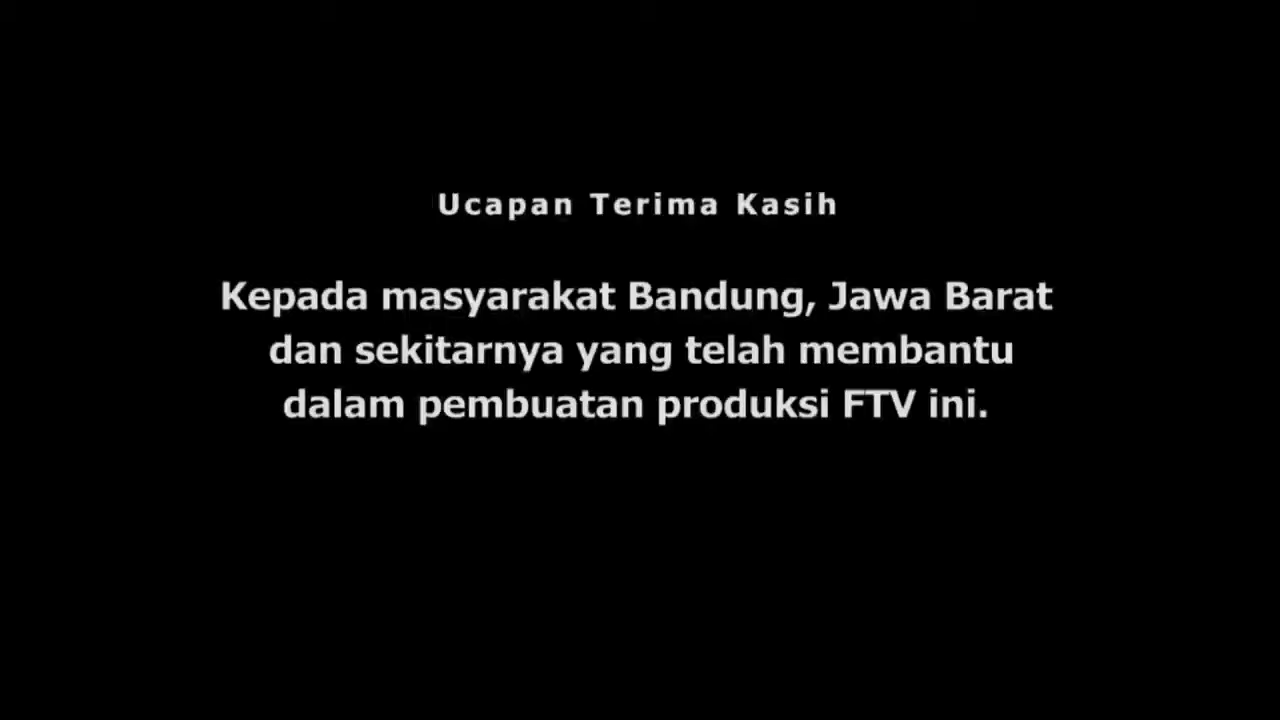 Ucapan Terima Kasih
Kepada masyarakat Bandung, Jawa Barat
dan sekitarnya yang telah membantu
dalam pembuatan produksi FTV ini.